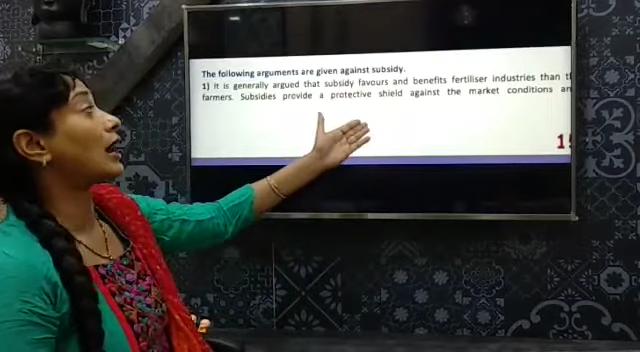 The following arguments are given against subsidy.
1) It is generally argued that subsidy favours and benefits fertiliser industries than
farmers. Subsidies provide a protective shield against the market conditions